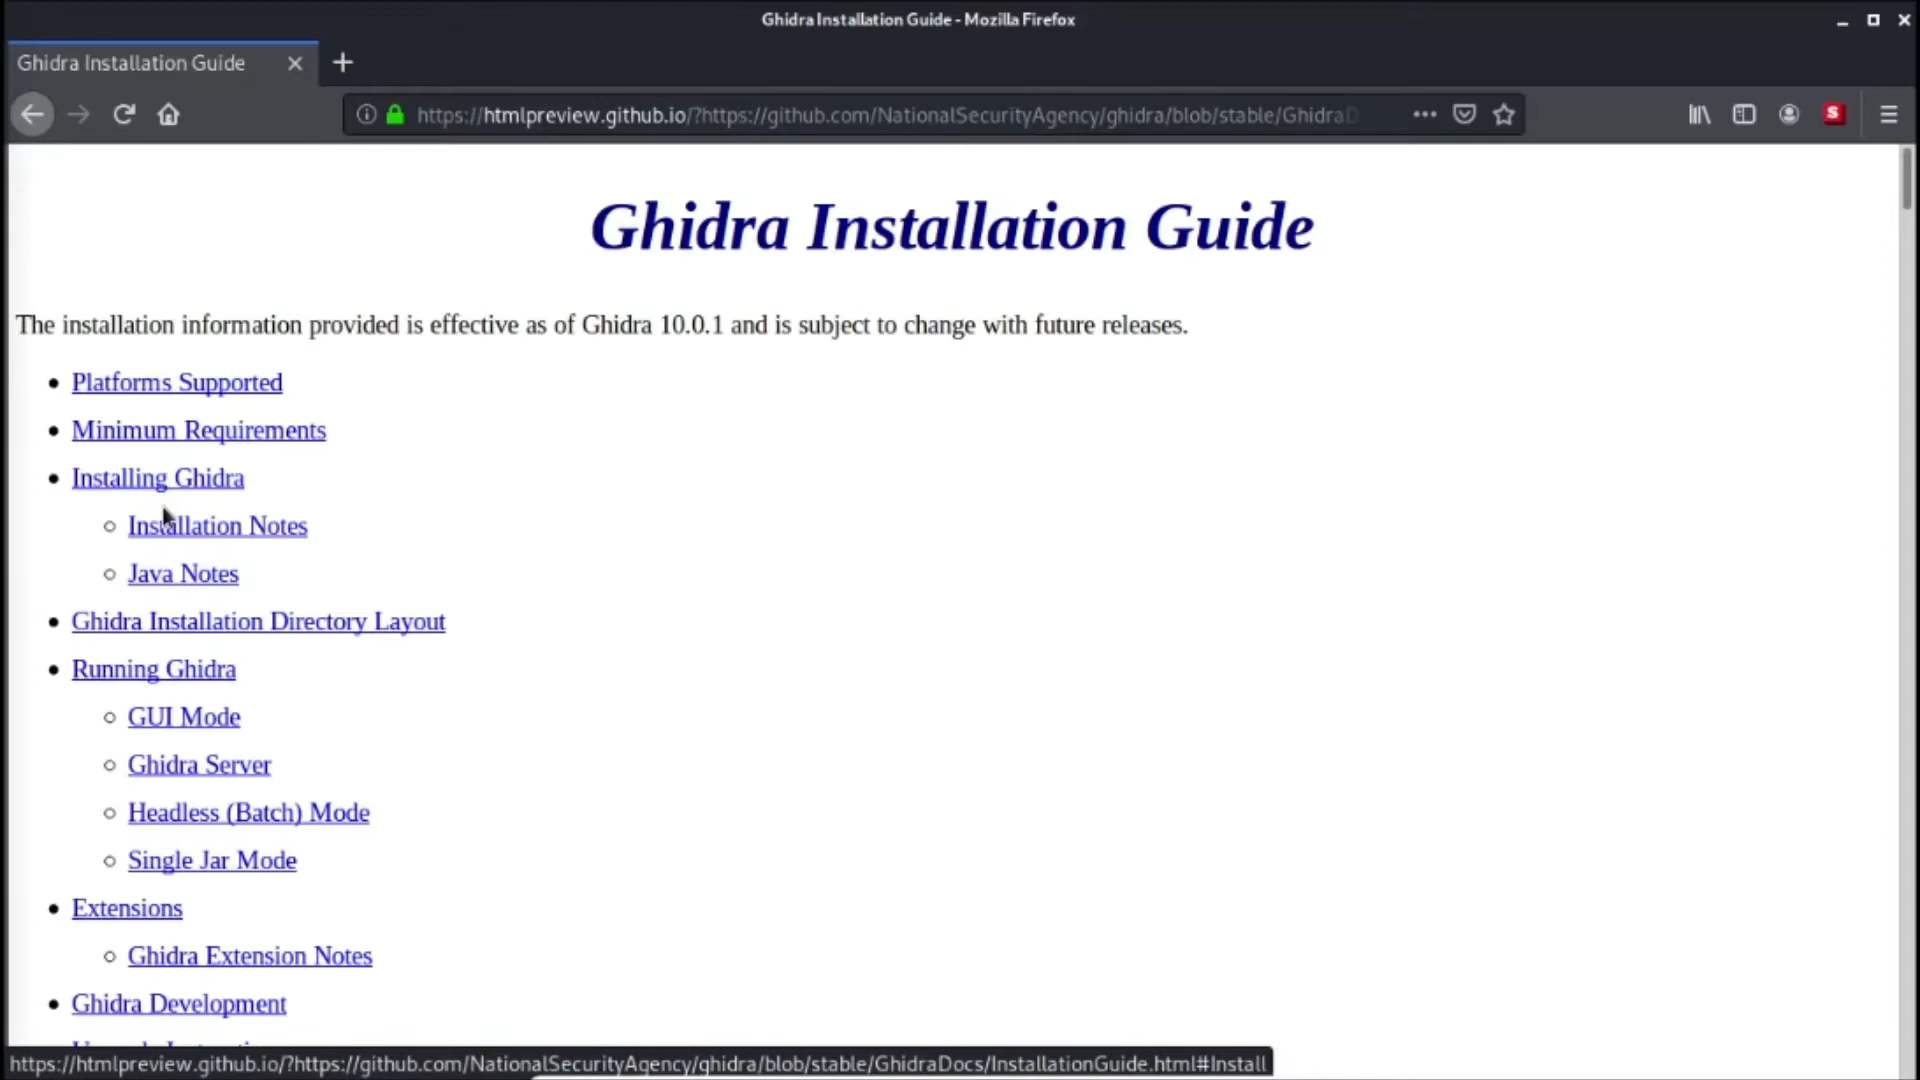 Ghidra Installation Guide - Mozilla Firefox
Ghidra Installation Guide
https://htmlpreview.github.io/?https://github.com/NationalSecurityAgency/ghidra/blob/stable/GhidraD
S
Ghidra Installation Guide
The installation information provided is effective as of Ghidra 10.0.1 and is subject to change with future releases.
Platforms Supported
Minimum Requirements
Installing Ghidra
Installation Notes
Java Notes
Ghidra Installation Directory Layout
Running Ghidra
GUI Mode
Ghidra Server
Headless (Batch) Mode
Single Jar Mode
Extensions
Ghidra Extension Notes
Ghidra Development
https://htmlpreview.github.io/?https://github.com/NationalSecurityAgency/ghidra/blob/stable/GhidraDocs/InstallationGuide.html#Install